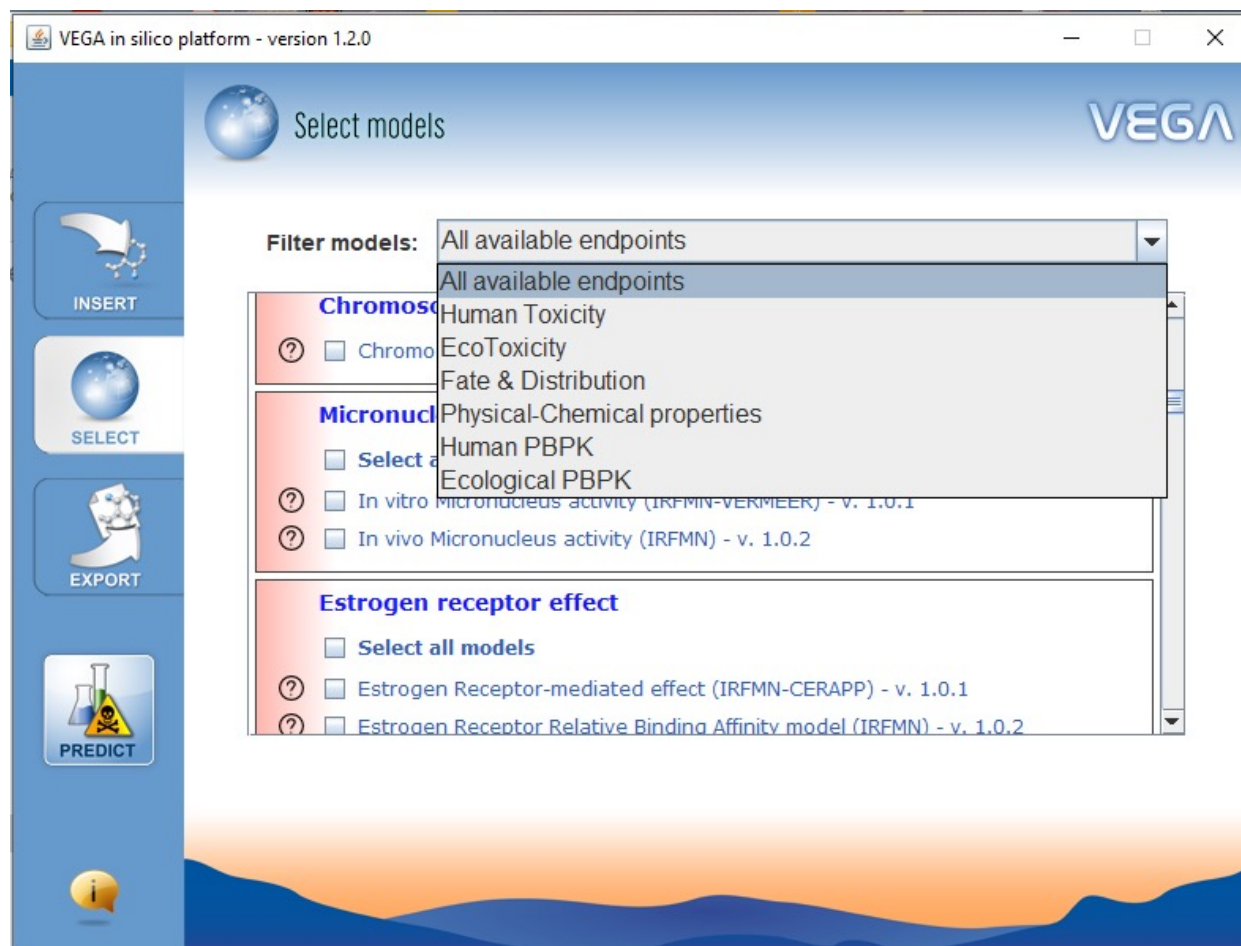 VEGA in silico platform - version 1.2.0
Select models
VEGA
Filter models:
All available endpoints
All available endpoints
Human Toxicity
EcoToxicity
Fate & Distribution
Physical-Chemical properties
Human PBPK
Ecological PBPK
INSERT
SELECT
EXPORT
PREDICT
i
? In vitro Micronucleus activity (IRFMN-VERMEER) - v. 1.0.1
? In vivo Micronucleus activity (IRFMN) - v. 1.0.2
Estrogen receptor effect
Select all models
? Estrogen Receptor-mediated effect (IRFMN-CERAPP) - v. 1.0.1
? Estrogen Receptor Relative Binding Affinity model (IRFMN) - v. 1.0.2